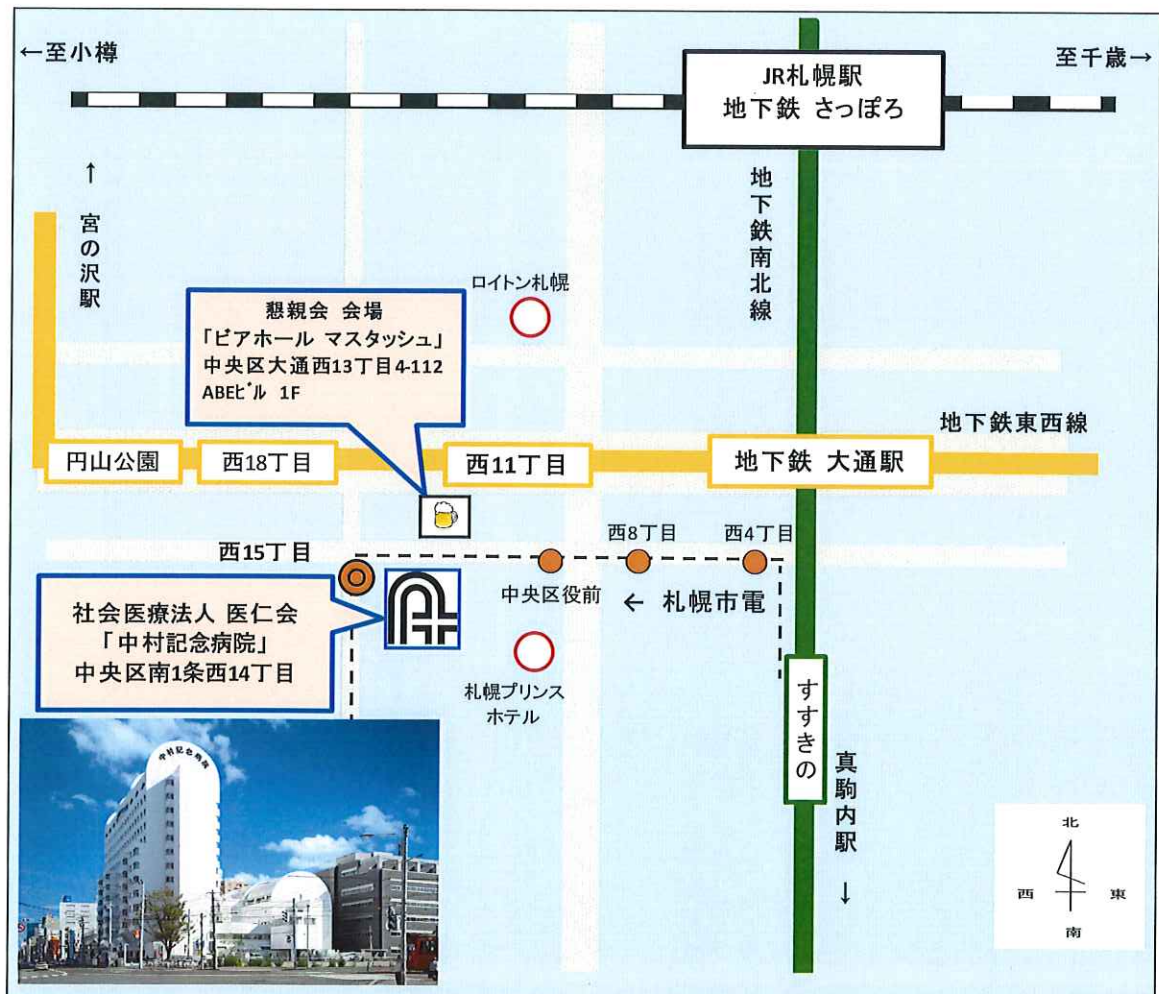 ←至小樽
至千歳→
JR札幌駅
地下鉄 さっぽろ
↑ 宮の沢駅
地下鉄南北線
ロイトン札幌
懇親会 会場
「ビアホール マスタッシュ」
中央区大通西13丁目4-112
ABEビル 1F
地下鉄東西線
円山公園
西18丁目
西11丁目
地下鉄 大通駅
西15丁目
西8丁目
西4丁目
中央区役前
← 札幌市電
社会医療法人 医仁会
「中村記念病院」
中央区南1条西14丁目
札幌プリンス
ホテル
すすきの
真駒内駅 ↓
中村記念病院
北
西
東
南